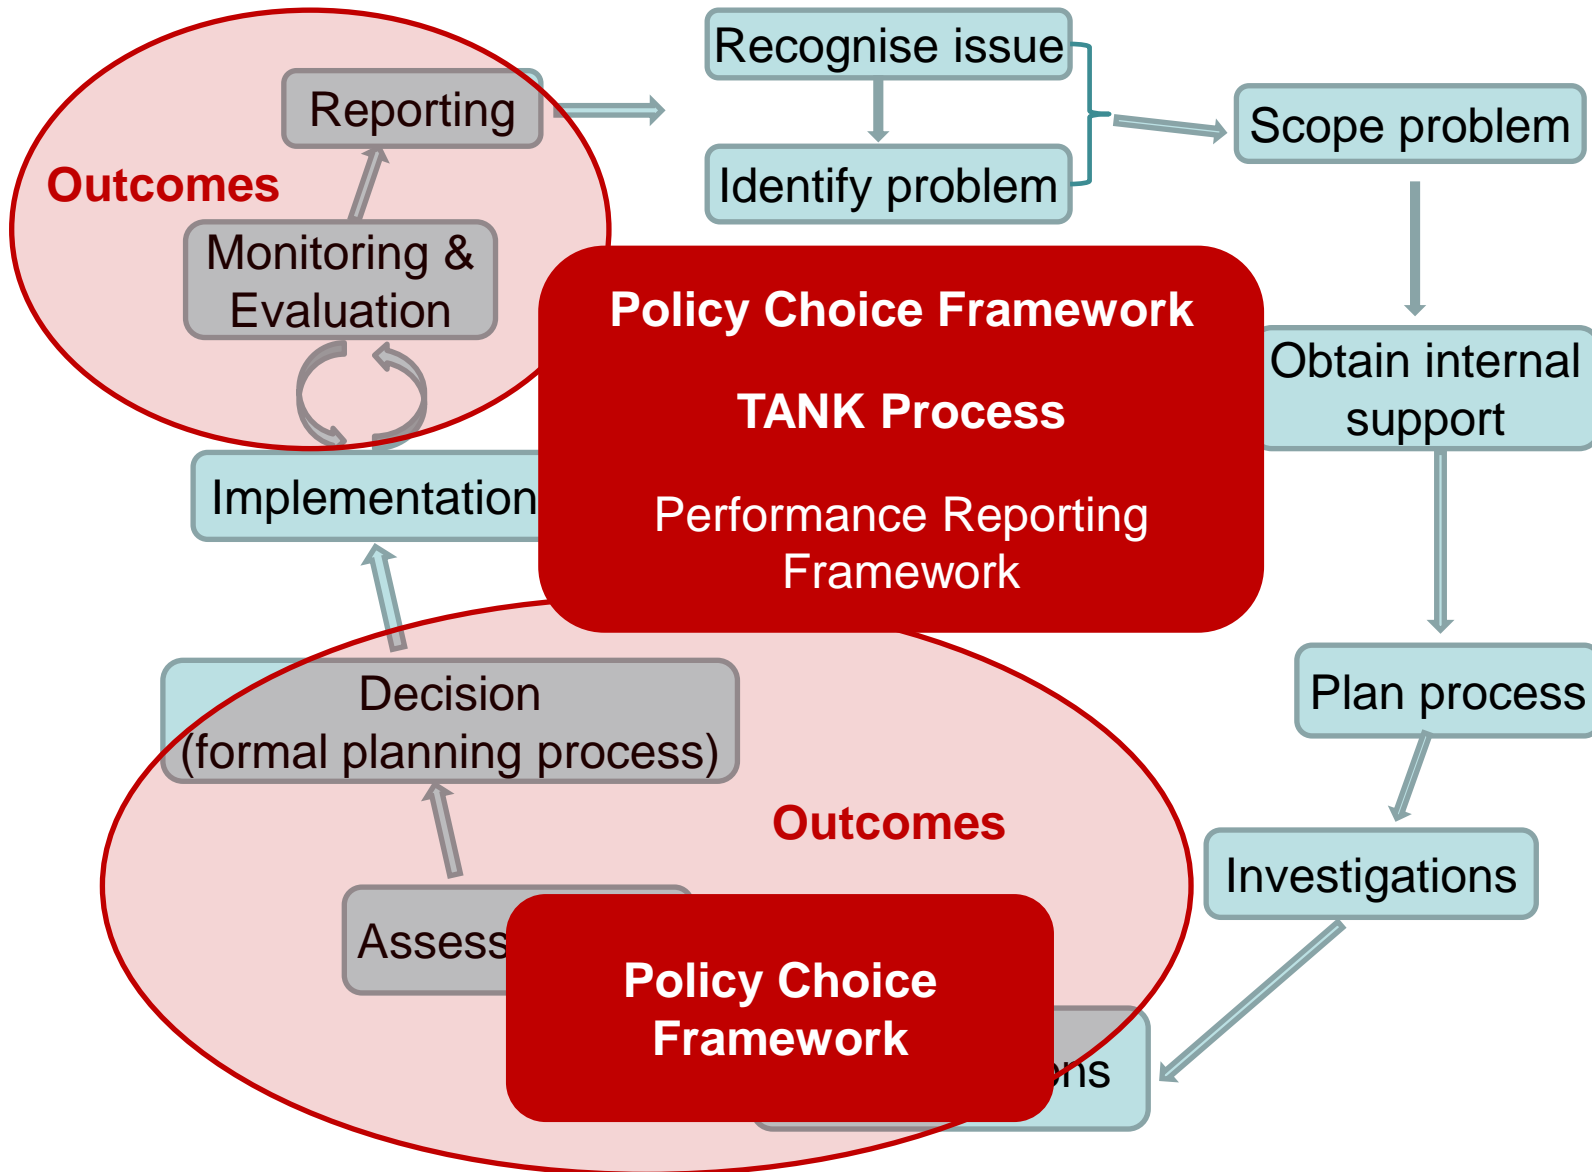 Recognise issue
Reporting
Scope problem
Outcomes
Identify problem
Monitoring &
Evaluation
Policy Choice Framework
TANK Process
Performance Reporting
Framework
Obtain internal
support
Implementation
Decision
(formal planning process)
Plan process
Outcomes
Investigations
Policy Choice
Framework